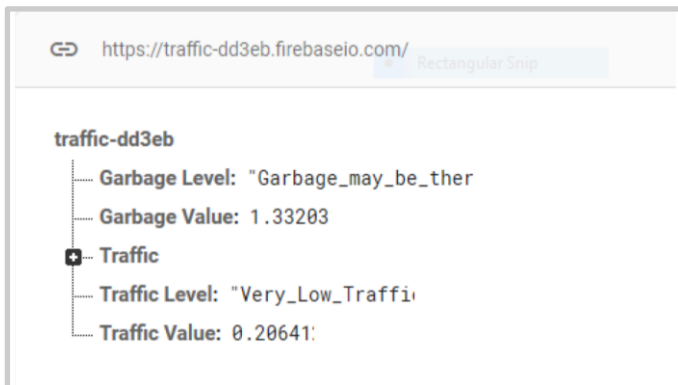 https://traffic-dd3eb.firebaseio.com/
Rectangular Snip
traffic-dd3eb
Garbage Level: "Garbage_may_be_ther
Garbage Value: 1.33203
Traffic
Traffic Level: "Very_Low_Traffi
Traffic Value: 0.20641